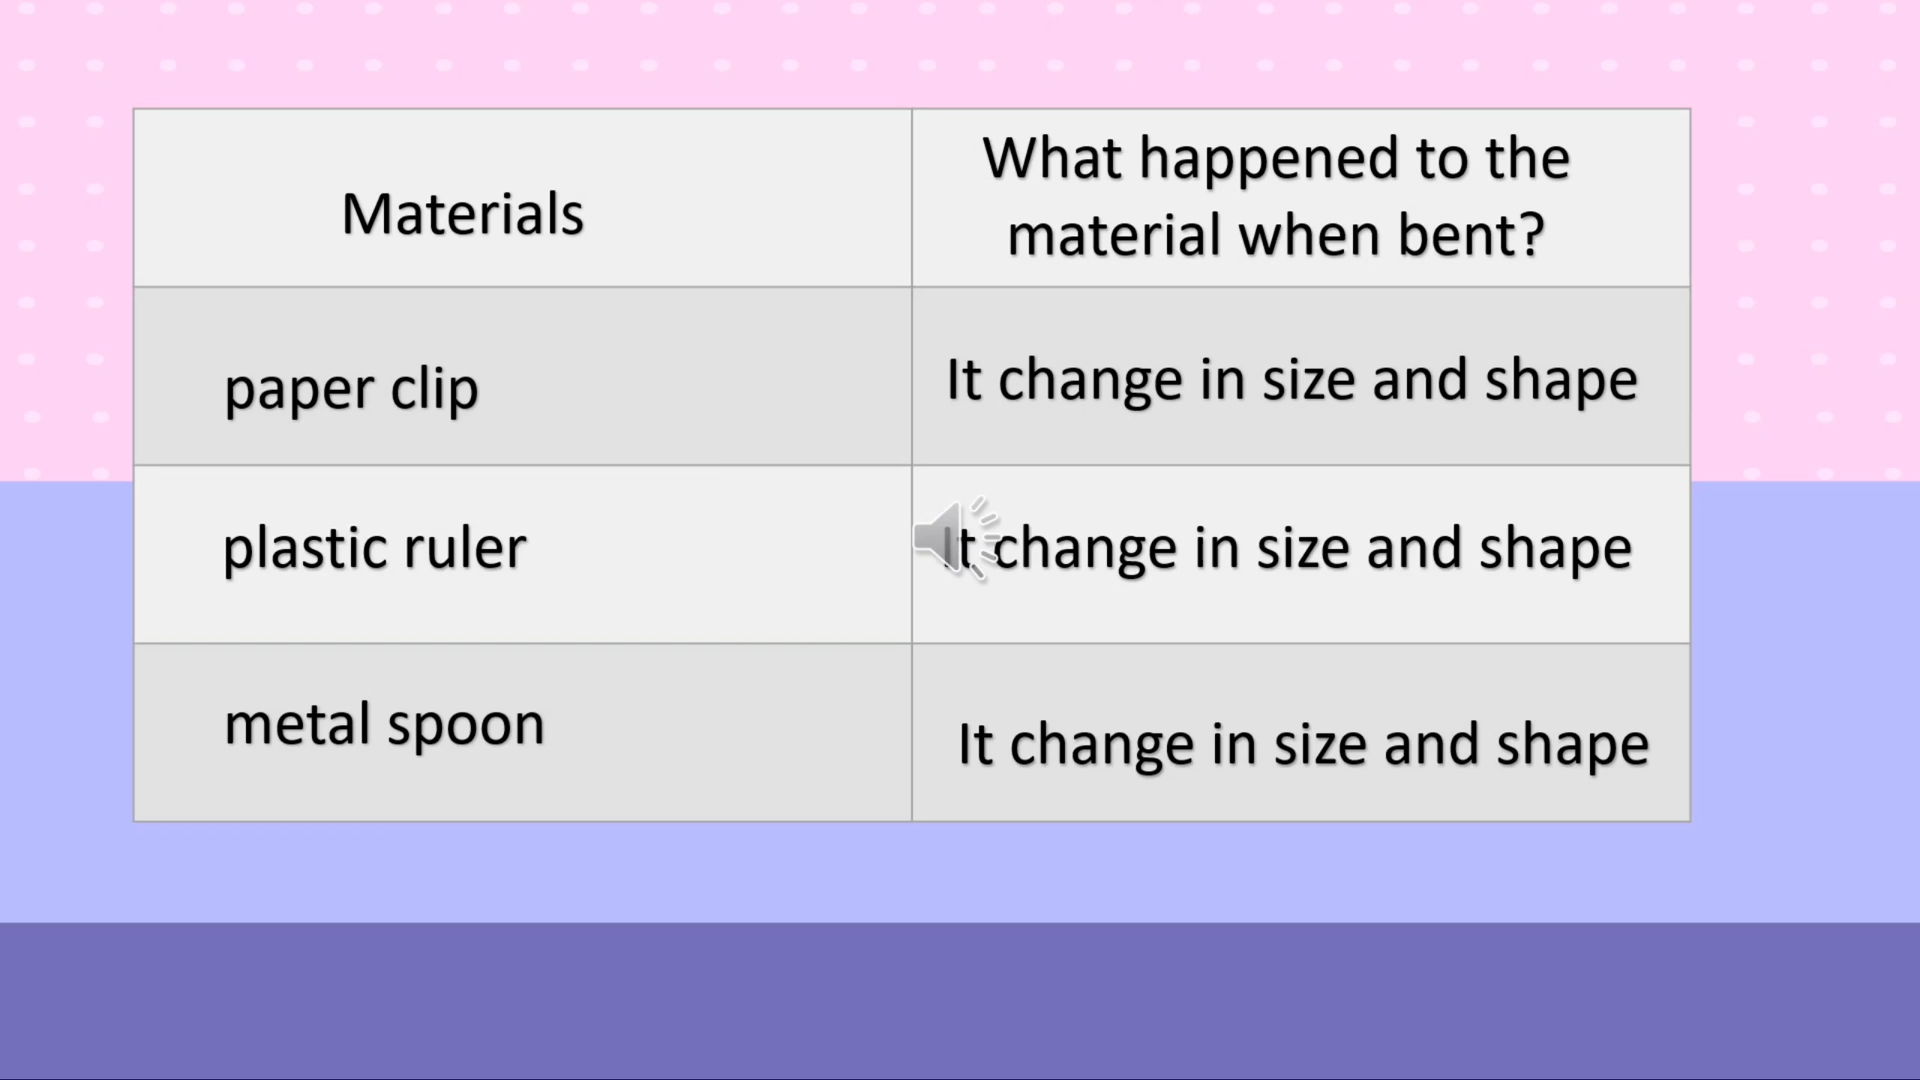 Materials
What happened to the
material when bent?
paper clip
It change in size and shape
plastic ruler
It change in size and shape
metal spoon
It change in size and shape